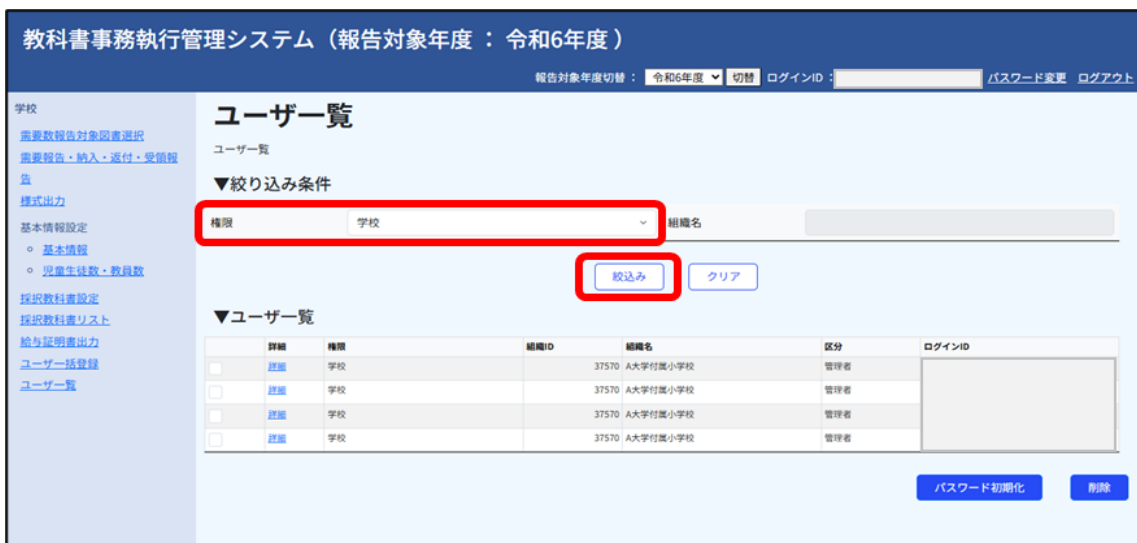 教科書事務執行管理システム（報告対象年度 ： 令和6年度 ）
報告対象年度切替 ： 令和6年度 切替 ログインID ： パスワード変更 ログアウト
学校
需要数報告対象図書選択
需要報告・納入・返付・受領報
告
様式出力
基本情報設定
基本情報
児童生徒数・教員数
採択教科書設定
採択教科書リスト
給与証明書出力
ユーザ一括登録
ユーザ一覧
ユーザ一覧
ユーザ一覧
▼絞り込み条件
権限 学校 組織名
絞込み クリア
▼ユーザ一覧
詳細 権限 組織ID 組織名 区分 ログインID
詳細 学校 37570 A大学付属小学校 管理者
詳細 学校 37570 A大学付属小学校 管理者
詳細 学校 37570 A大学付属小学校 管理者
詳細 学校 37570 A大学付属小学校 管理者
パスワード初期化 削除